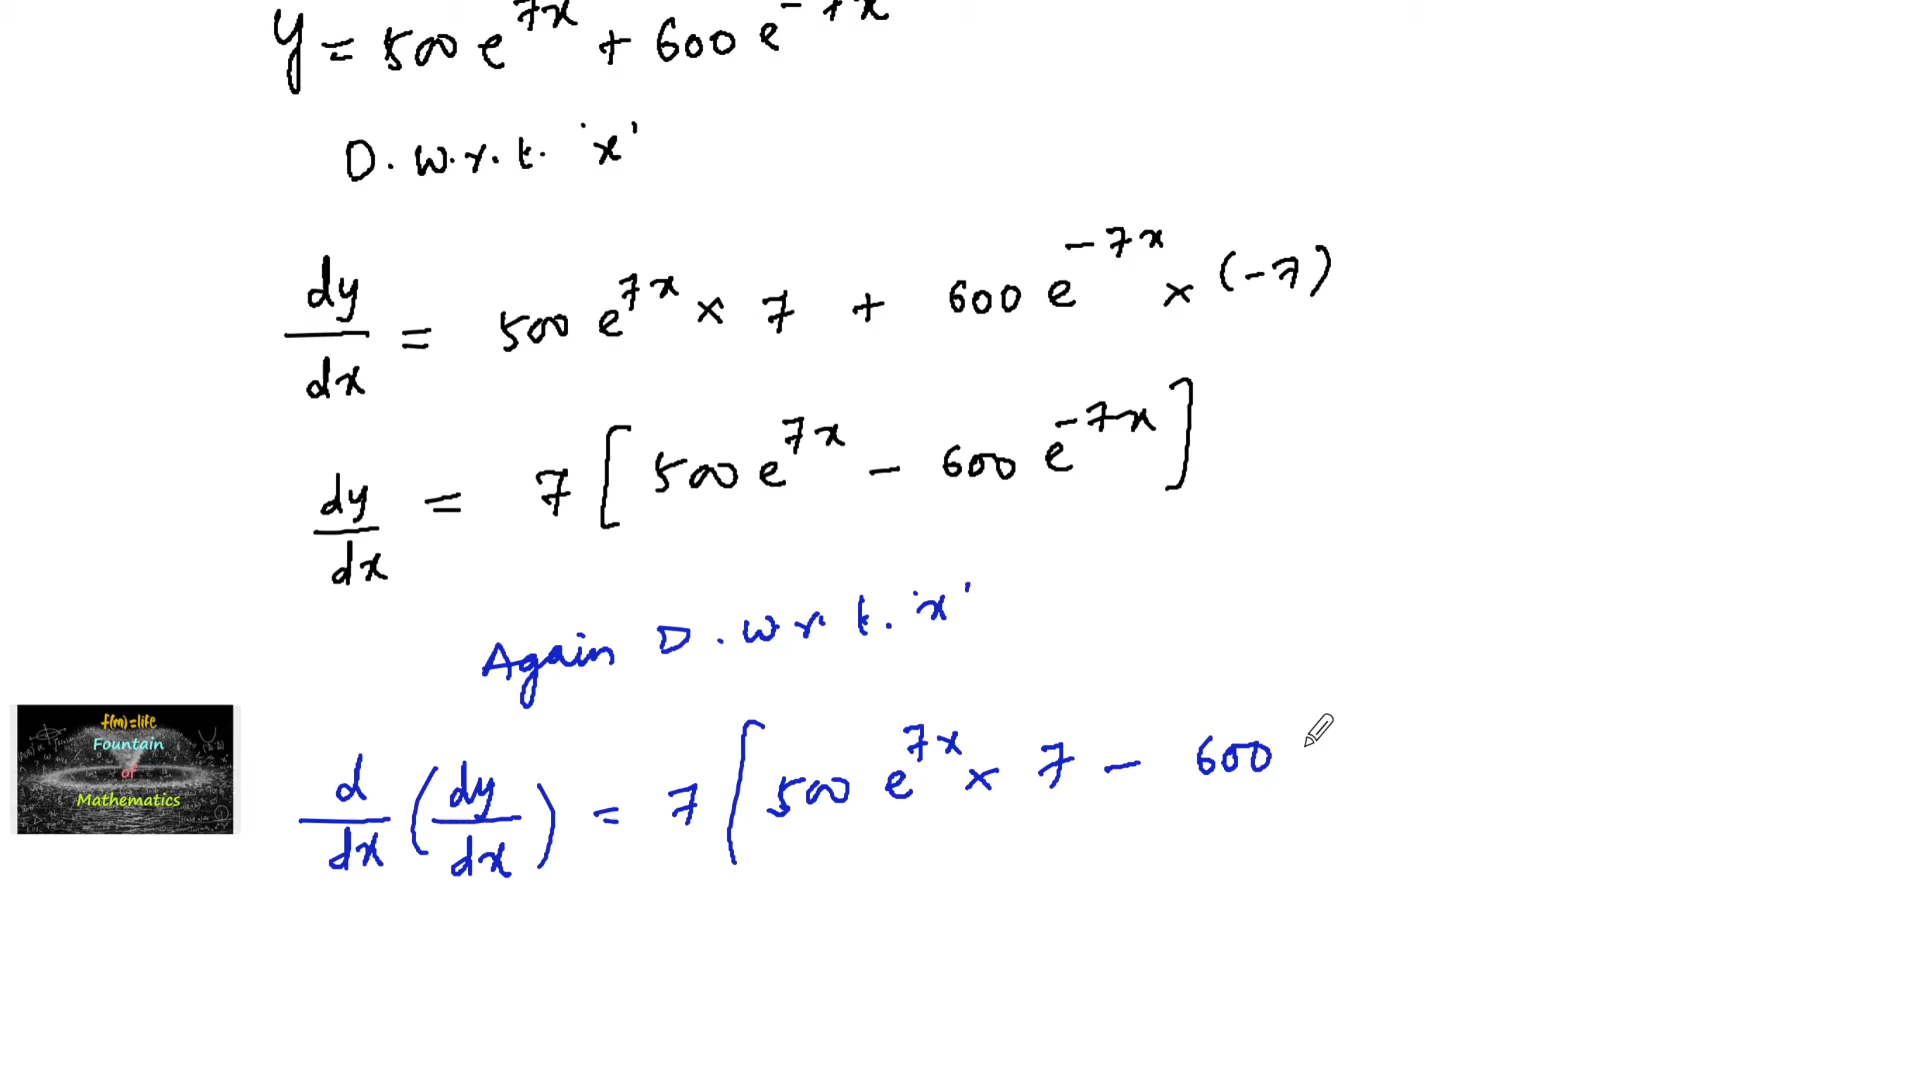 y = 500 e^{7x} + 600 e^{-7x}
D. w.r.t. 'x'
dy/dx = 500 e^{7x} × 7 + 600 e^{-7x} × (-7)
dy/dx = 7 [ 500 e^{7x} - 600 e^{-7x} ]
Again D. w r. t. 'x'
d/dx (dy/dx) = 7 [ 500 e^{7x} × 7 - 600
f(m)=life
Fountain
of
Mathematics